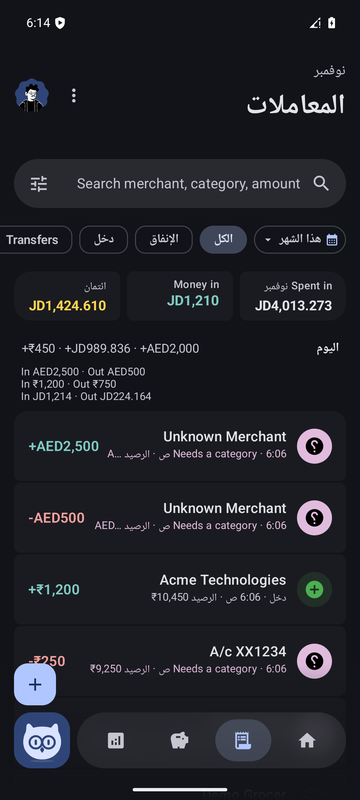 6:14
نوفمبر
المعاملات
Search merchant, category, amount
هذا الشهر
الكل
الإنفاق
دخل
Transfers
Spent in نوفمبر
JD4,013.273
Money in
JD1,210
ائتمان
JD1,424.610
اليوم
+₹450 · +JD989.836 · +AED2,000
In AED2,500 · Out AED500
In ₹1,200 · Out ₹750
In JD1,214 · Out JD224.164
Unknown Merchant
+AED2,500
Needs a category · 6:06 ص · الرصيد A...
Unknown Merchant
-AED500
Needs a category · 6:06 ص · الرصيد AED...
Acme Technologies
+₹1,200
دخل · 6:06 ص · الرصيد ₹10,450
A/c XX1234
-₹250
Needs a category · 6:06 ص · الرصيد ₹9,250